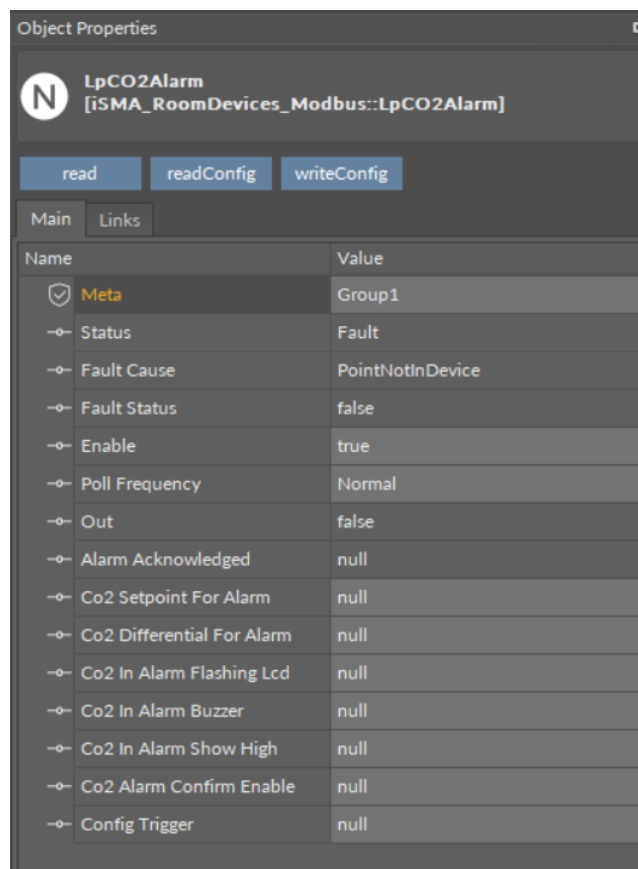 Object Properties
N
LpCO2Alarm
[iSMA_RoomDevices_Modbus::LpCO2Alarm]
read readConfig writeConfig
Main Links
Name Value
Meta Group1
Status Fault
Fault Cause PointNotInDevice
Fault Status false
Enable true
Poll Frequency Normal
Out false
Alarm Acknowledged null
Co2 Setpoint For Alarm null
Co2 Differential For Alarm null
Co2 In Alarm Flashing Lcd null
Co2 In Alarm Buzzer null
Co2 In Alarm Show High null
Co2 Alarm Confirm Enable null
Config Trigger null